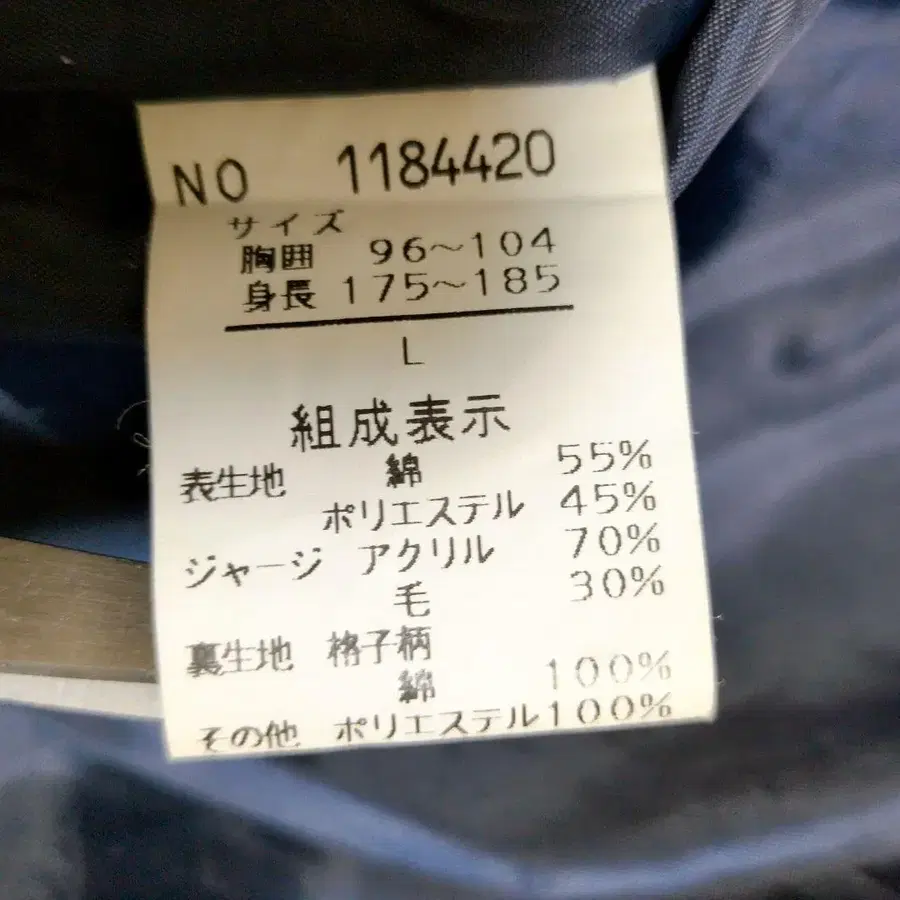 NO 1184420
サイズ
胸囲 96～104
身長 175～185
L
組成表示
表生地 綿 55%
ポリエステル 45%
ジャージ アクリル 70%
毛 30%
裏生地 格子柄
綿 100%
その他 ポリエステル100%